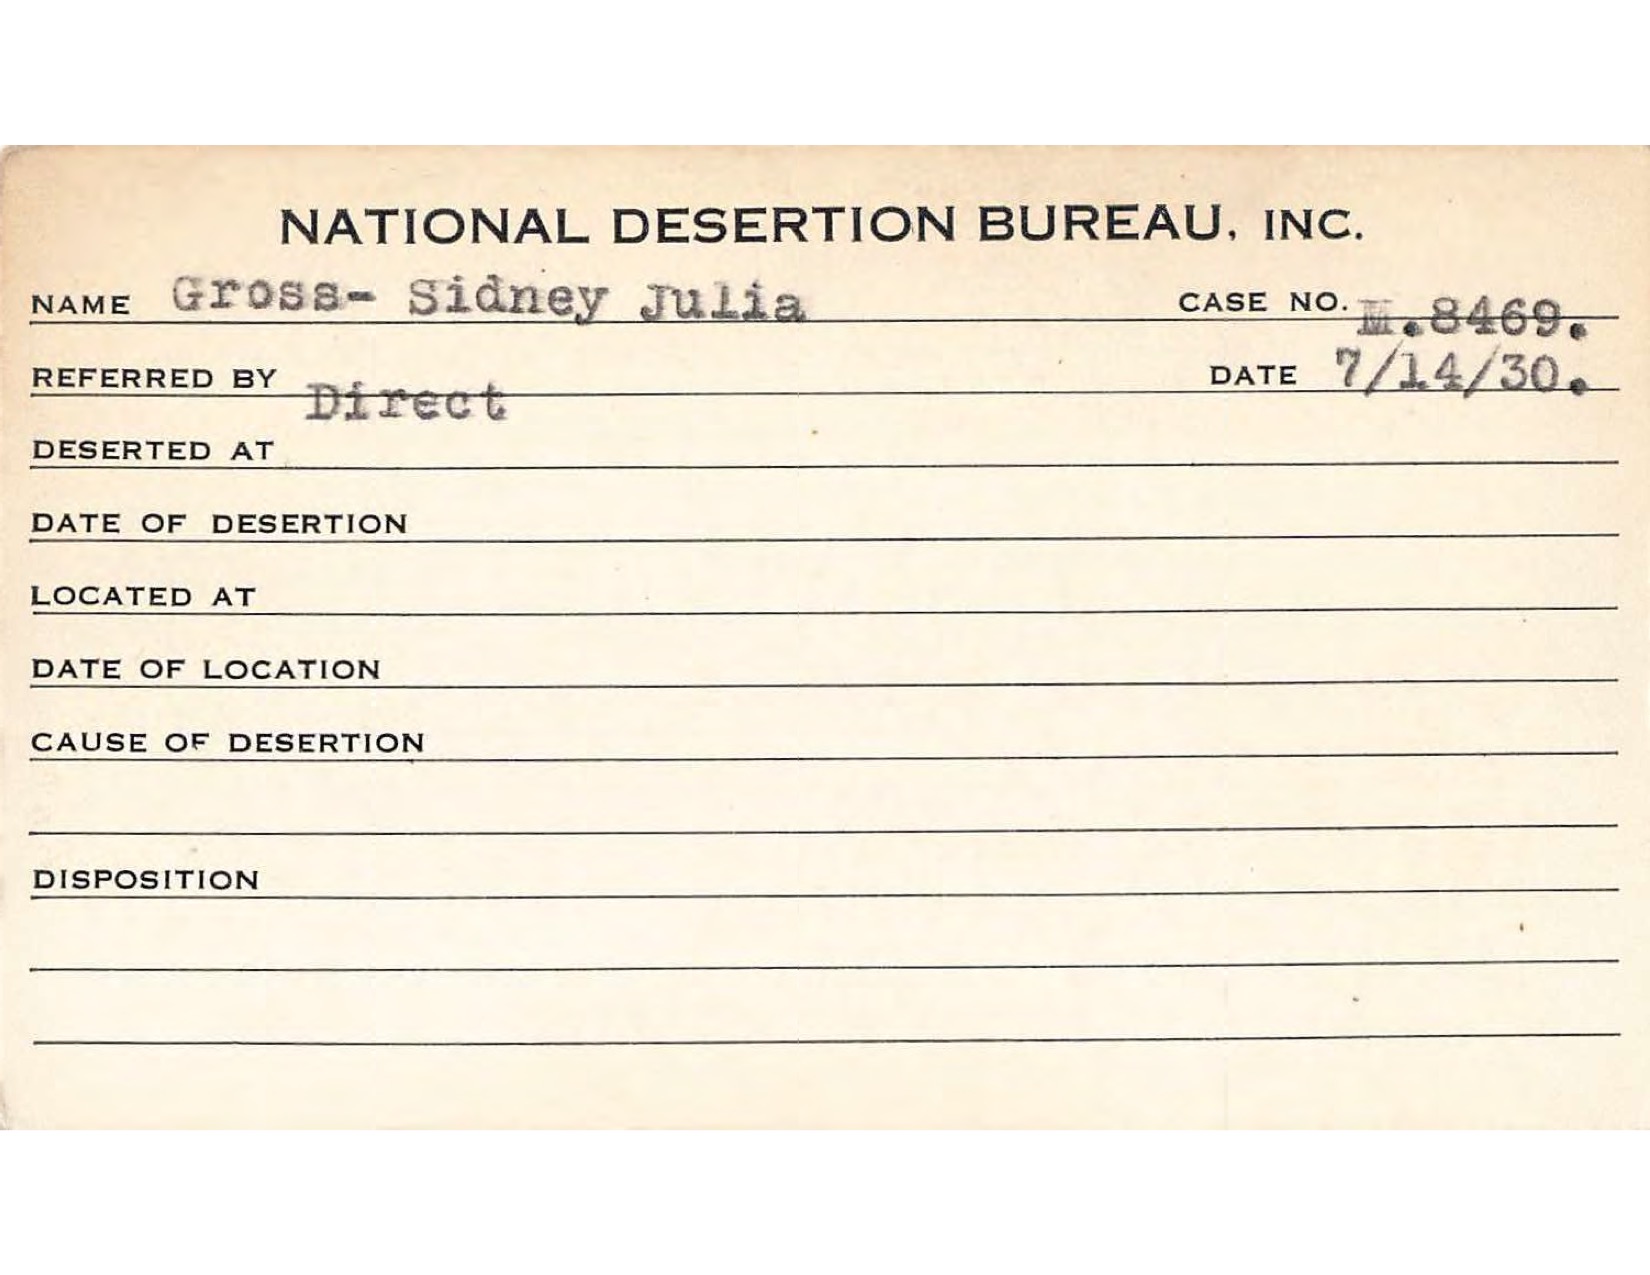 NATIONAL DESERTION BUREAU, INC.
NAME Gross- Sidney Julia CASE NO. M.8469.
REFERRED BY Direct DATE 7/14/30.
DESERTED AT
DATE OF DESERTION
LOCATED AT
DATE OF LOCATION
CAUSE OF DESERTION
DISPOSITION